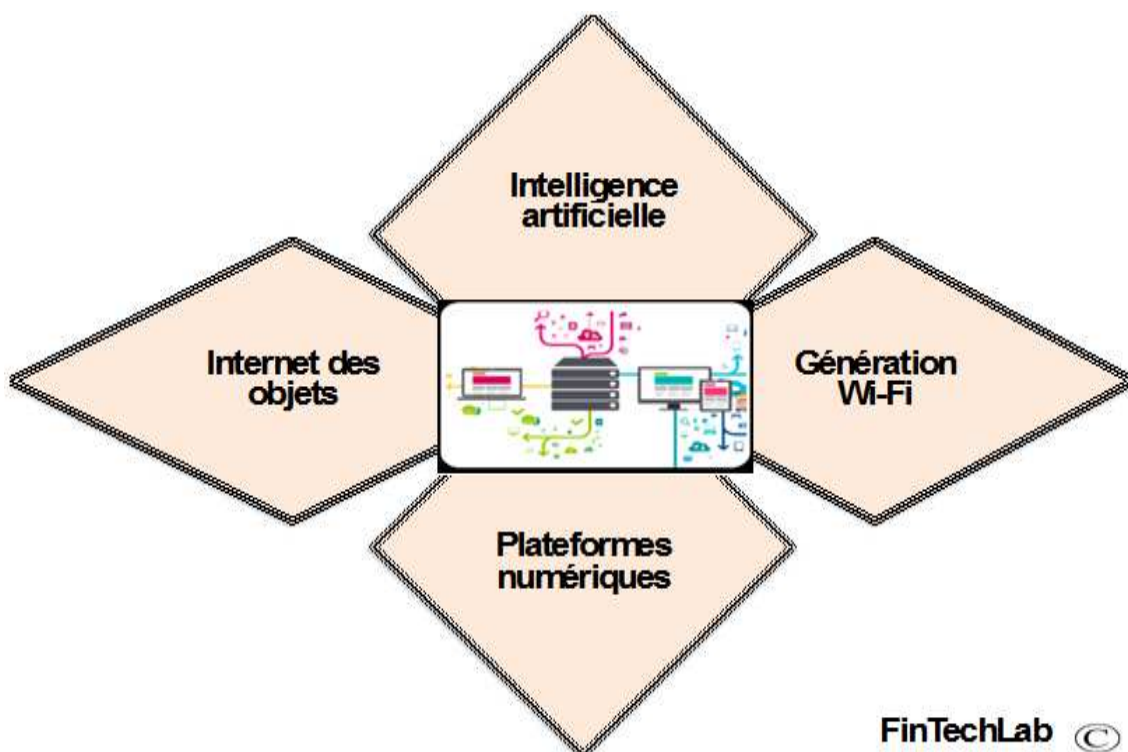 Intelligence
artificielle
Internet des
objets
Génération
Wi-Fi
Plateformes
numériques
FinTechLab ©